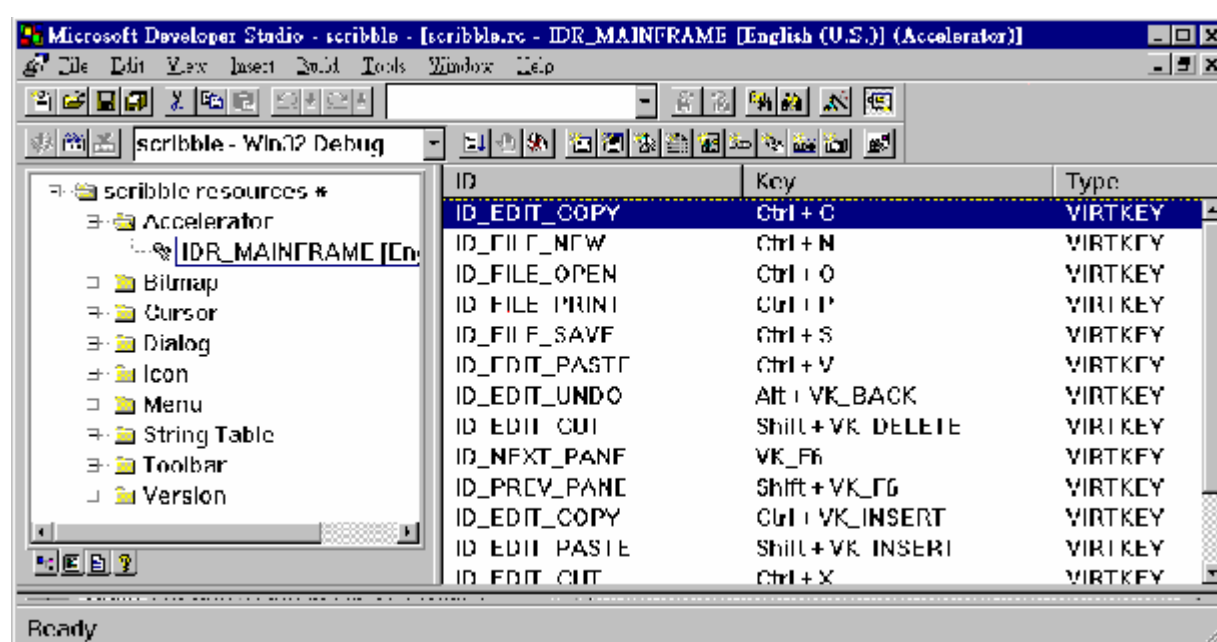 Microsoft Developer Studio - scribble - [scribble.rc - IDR_MAINFRAME [English (U.S.)] (Accelerator)]
File Edit View Insert Build Tools Window Help
scribble - Win32 Debug
scribble resources *
Accelerator
IDR_MAINFRAME [En
Bitmap
Cursor
Dialog
Icon
Menu
String Table
Toolbar
Version
ID Key Type
ID_EDIT_COPY Ctrl + C VIRTKEY
ID_FILE_NEW Ctrl + N VIRTKEY
ID_FILE_OPEN Ctrl + O VIRTKEY
ID_FILE_PRINT Ctrl + P VIRTKEY
ID_FILE_SAVE Ctrl + S VIRTKEY
ID_EDIT_PASTE Ctrl + V VIRTKEY
ID_EDIT_UNDO Alt + VK_BACK VIRTKEY
ID_EDIT_CUT Shift + VK_DELETE VIRTKEY
ID_NEXT_PANE VK_F6 VIRTKEY
ID_PREV_PANE Shift + VK_F6 VIRTKEY
ID_EDIT_COPY Ctrl + VK_INSERT VIRTKEY
ID_EDIT_PASTE Shift + VK_INSERT VIRTKEY
ID_EDIT_CUT Ctrl + X VIRTKEY
Ready